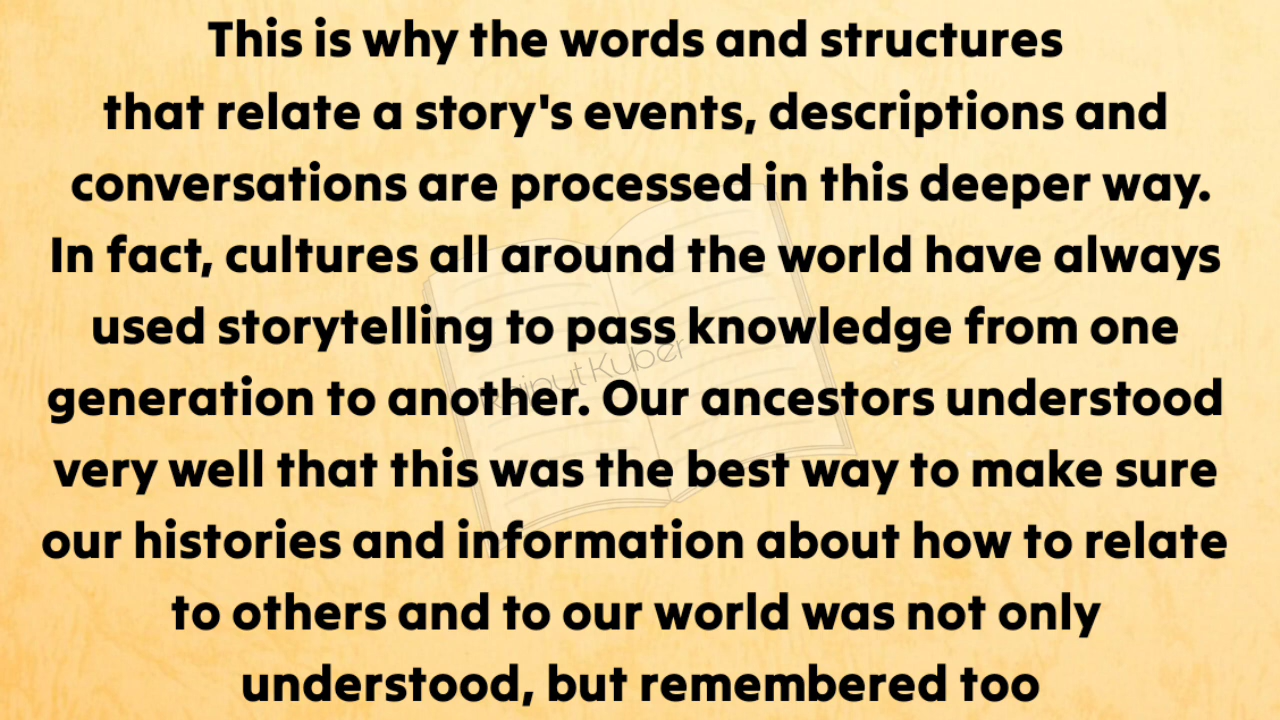 This is why the words and structures
that relate a story's events, descriptions and
conversations are processed in this deeper way.
In fact, cultures all around the world have always
used storytelling to pass knowledge from one
generation to another. Our ancestors understood
very well that this was the best way to make sure
our histories and information about how to relate
to others and to our world was not only
understood, but remembered too
Kuber